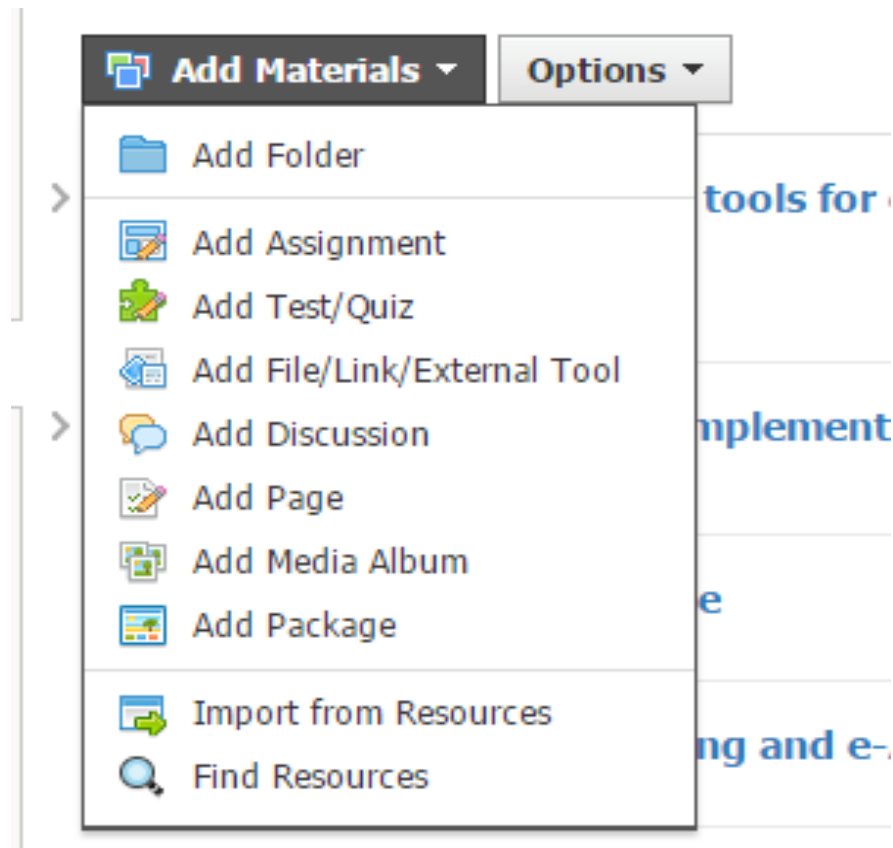 Add Materials Options
Add Folder
tools for
Add Assignment
Add Test/Quiz
Add File/Link/External Tool
Add Discussion
Add Page
Add Media Album
Add Package
Import from Resources
ng and e-
Find Resources